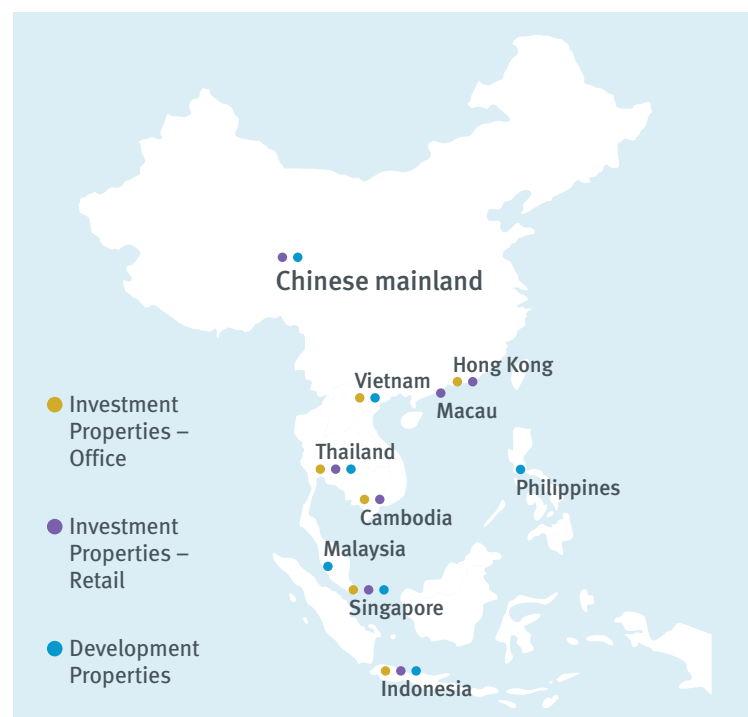 Chinese mainland
Hong Kong
Vietnam
Macau
Investment
Properties –
Office
Thailand
Philippines
Cambodia
Investment
Properties –
Retail
Malaysia
Singapore
Development
Properties
Indonesia